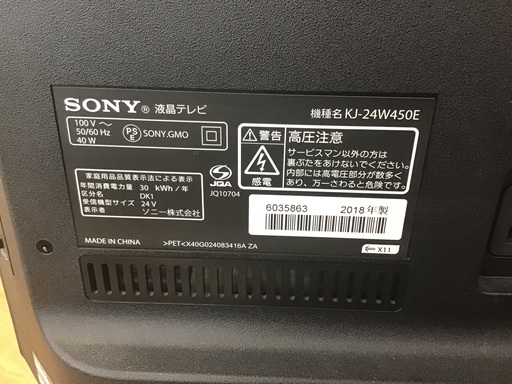 SONY® 液晶テレビ
機種名 KJ-24W450E
100 V ～
50/60 Hz
40 W
PS
E
SONY.GMO
警告 高圧注意
サービスマン以外の方は
裏ぶたをあけないでください。
内部には高電圧部分が数多く
あり、万一さわると危険です。
感電
家庭用品品質表示法による表示
年間消費電力量 30 kWh/年
区分名 DK1
受信機型サイズ 24V
表示者 ソニー株式会社
JQA
JQ10704
6035863 2018年製
MADE IN CHINA >PET<X40G024083416A ZA
X11